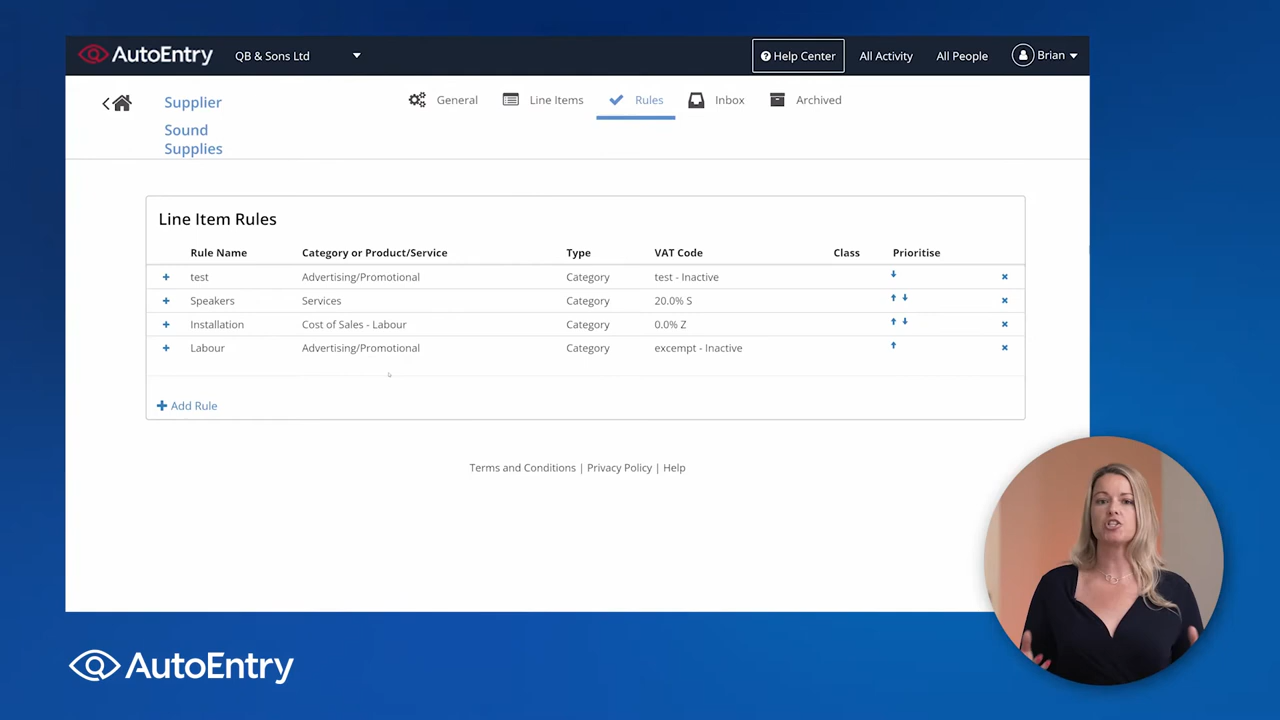 AutoEntry
QB & Sons Ltd
Help Center
All Activity
All People
Brian
Supplier
Sound
Supplies
General
Line Items
Rules
Inbox
Archived
Line Item Rules
Rule Name Category or Product/Service Type VAT Code Class Prioritise
test Advertising/Promotional Category test - Inactive
Speakers Services Category 20.0% S
Installation Cost of Sales - Labour Category 0.0% Z
Labour Advertising/Promotional Category excempt - Inactive
Add Rule
Terms and Conditions | Privacy Policy | Help
AutoEntry